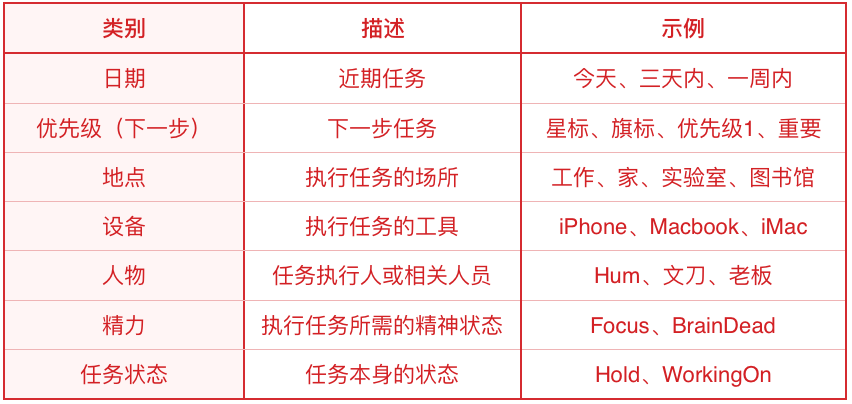 类别 描述 示例
日期 近期任务 今天、三天内、一周内
优先级（下一步） 下一步任务 星标、旗标、优先级1、重要
地点 执行任务的场所 工作、家、实验室、图书馆
设备 执行任务的工具 iPhone、Macbook、iMac
人物 任务执行人或相关人员 Hum、文刀、老板
精力 执行任务所需的精神状态 Focus、BrainDead
任务状态 任务本身的状态 Hold、WorkingOn